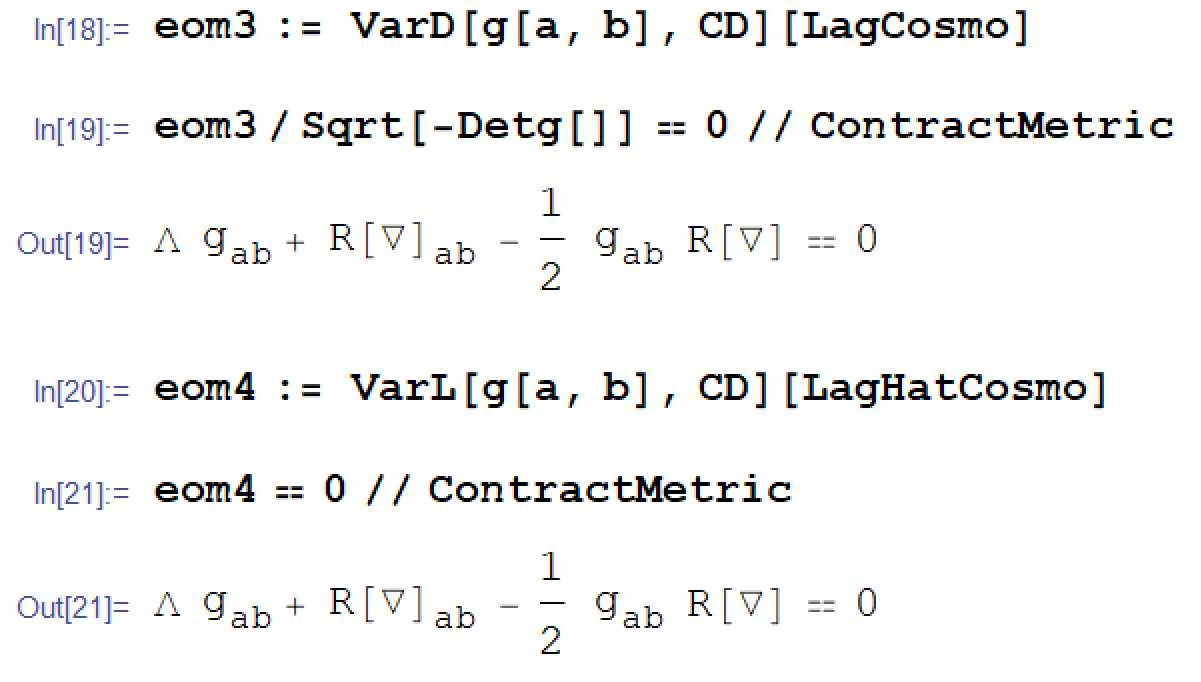 In[18]:= eom3 := VarD[g[a, b], CD][LagCosmo]
In[19]:= eom3 / Sqrt[-Detg[]] == 0 // ContractMetric
Out[19]= Λ g_ab + R[∇]_ab - 1/2 g_ab R[∇] == 0
In[20]:= eom4 := VarL[g[a, b], CD][LagHatCosmo]
In[21]:= eom4 == 0 // ContractMetric
Out[21]= Λ g_ab + R[∇]_ab - 1/2 g_ab R[∇] == 0